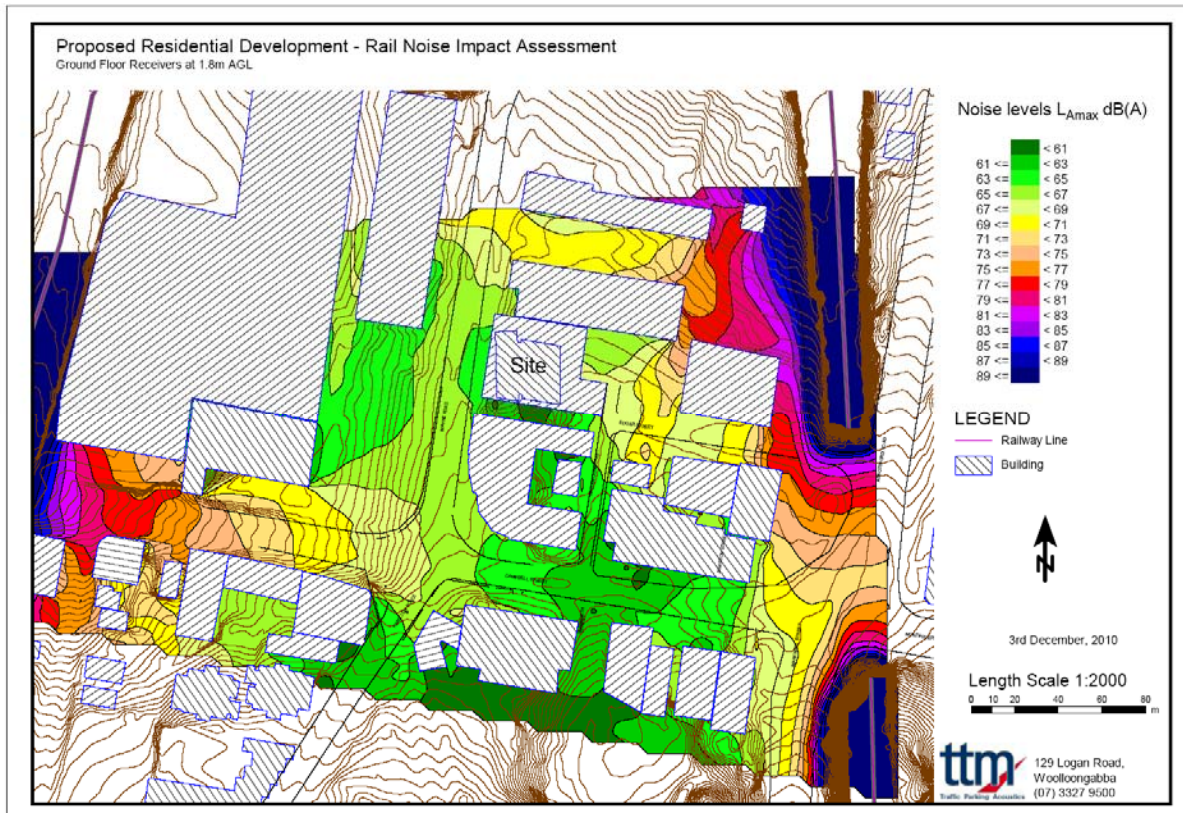 Proposed Residential Development - Rail Noise Impact Assessment
Ground Floor Receivers at 1.8m AGL
Site
Noise levels LAmax dB(A)
< 61
61 <= < 63
63 <= < 65
65 <= < 67
67 <= < 69
69 <= < 71
71 <= < 73
73 <= < 75
75 <= < 77
77 <= < 79
79 <= < 81
81 <= < 83
83 <= < 85
85 <= < 87
87 <= < 89
89 <=
LEGEND
Railway Line
Building
N
3rd December, 2010
Length Scale 1:2000
0 10 20 40 60 80
m
ttm
Traffic Parking Acoustics
129 Logan Road,
Woolloongabba
(07) 3327 9500